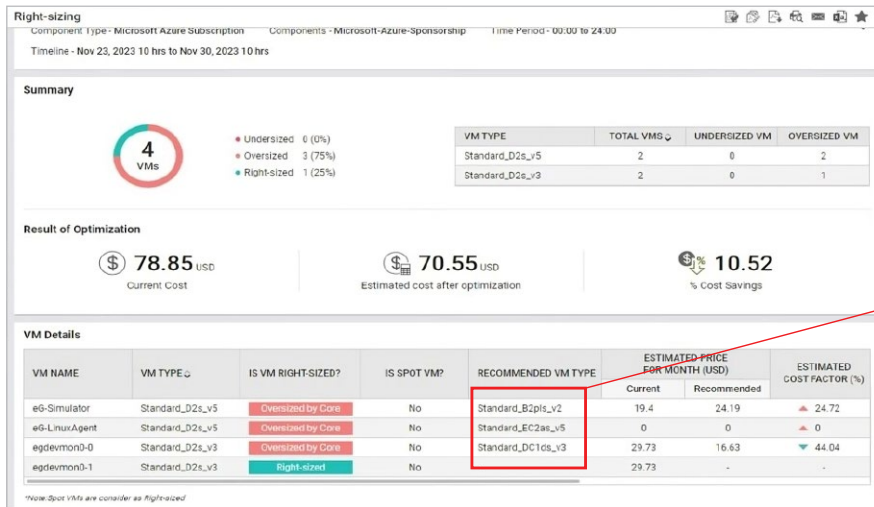 Right-sizing
Component Type - Microsoft Azure Subscription Components - Microsoft-Azure-Sponsorship Time Period - 00:00 to 24:00
Timeline - Nov 23, 2023 10 hrs to Nov 30, 2023 10 hrs
Summary
4
VMs
Undersized 0 (0%)
Oversized 3 (75%)
Right-sized 1 (25%)
VM TYPE TOTAL VMS UNDERSIZED VM OVERSIZED VM
Standard_D2s_v5 2 0 2
Standard_D2s_v3 2 0 1
Result of Optimization
$ 78.85 USD
Current Cost
$ 70.55 USD
Estimated cost after optimization
$ % 10.52
% Cost Savings
VM Details
VM NAME VM TYPE IS VM RIGHT-SIZED? IS SPOT VM? RECOMMENDED VM TYPE ESTIMATED PRICE FOR MONTH (USD) ESTIMATED COST FACTOR (%)
Current Recommended
eG-Simulator Standard_D2s_v5 Oversized by Core No Standard_B2pls_v2 19.4 24.19 24.72
eG-LinuxAgent Standard_D2s_v5 Oversized by Core No Standard_EC2as_v5 0 0 0
egdevmon0-0 Standard_D2s_v3 Oversized by Core No Standard_DC1ds_v3 29.73 16.63 44.04
egdevmon0-1 Standard_D2s_v3 Right-sized No 29.73 - -
*Note:Spot VMs are consider as Right-sized